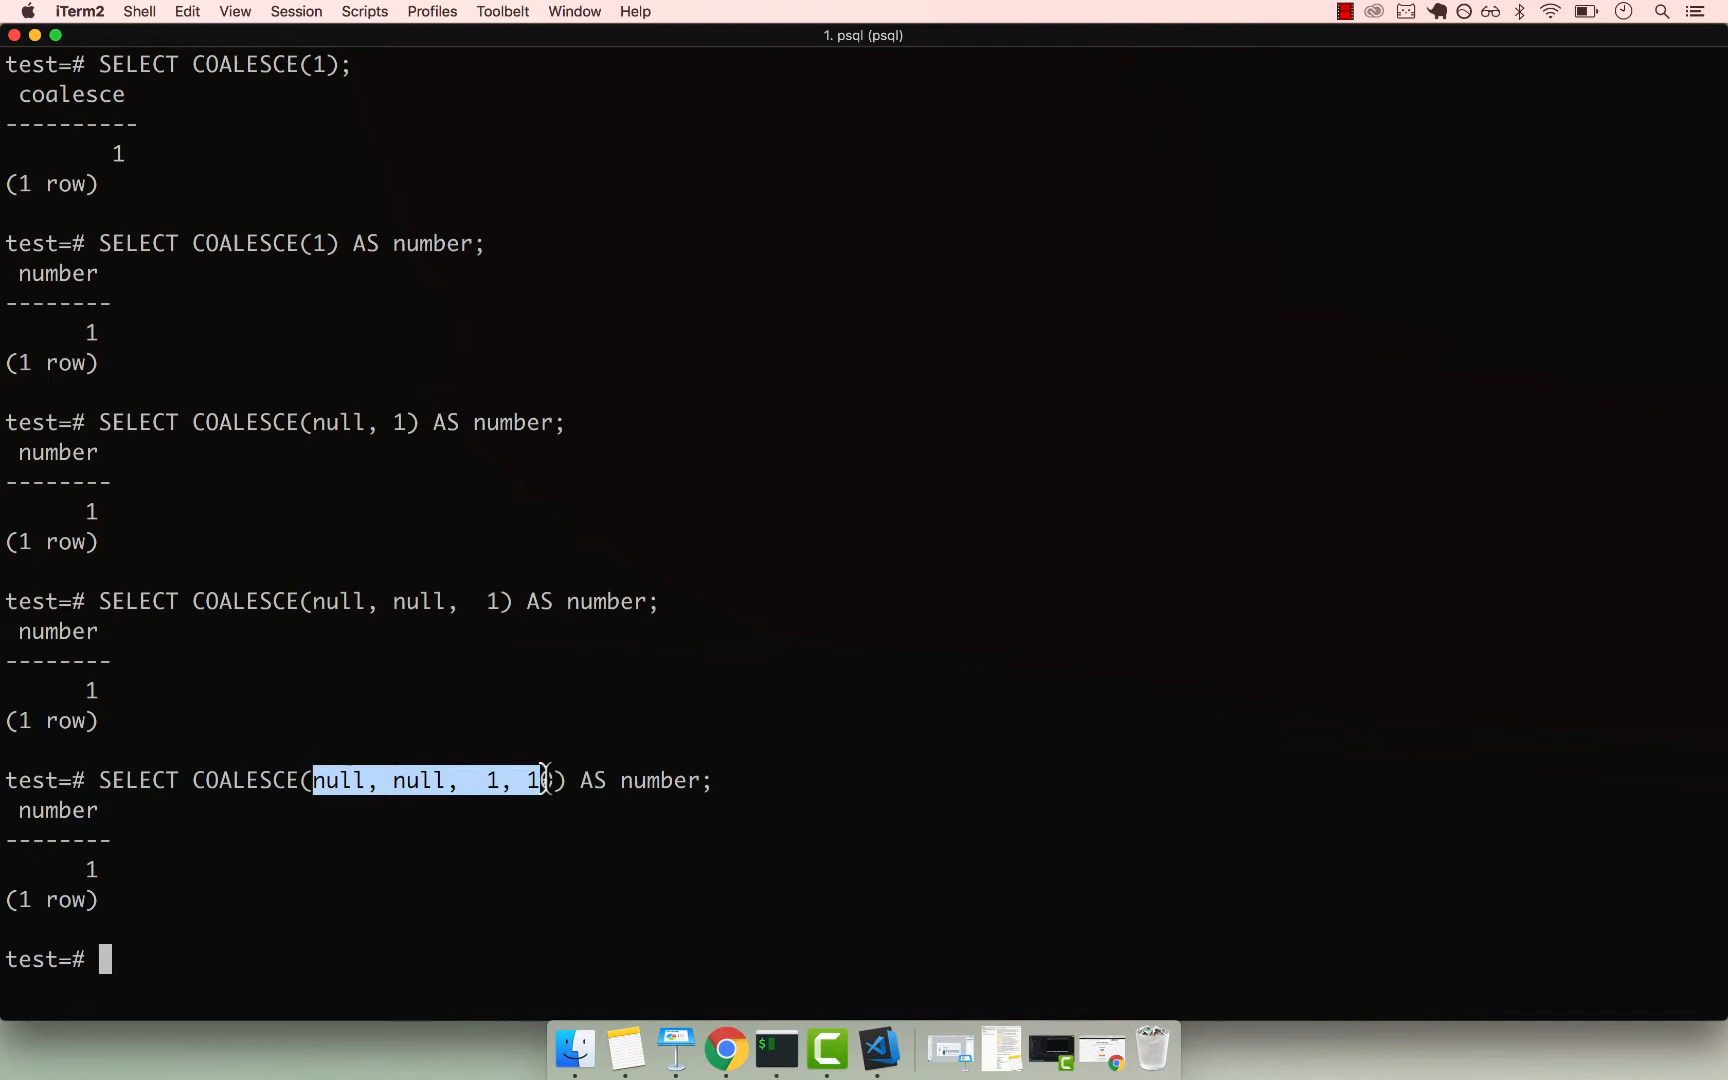 iTerm2 Shell Edit View Session Scripts Profiles Toolbelt Window Help
1. psql (psql)
test=# SELECT COALESCE(1);
coalesce
----------
1
(1 row)
test=# SELECT COALESCE(1) AS number;
number
--------
1
(1 row)
test=# SELECT COALESCE(null, 1) AS number;
number
--------
1
(1 row)
test=# SELECT COALESCE(null, null,  1) AS number;
number
--------
1
(1 row)
test=# SELECT COALESCE(null, null,  1, 10) AS number;
number
--------
1
(1 row)
test=#